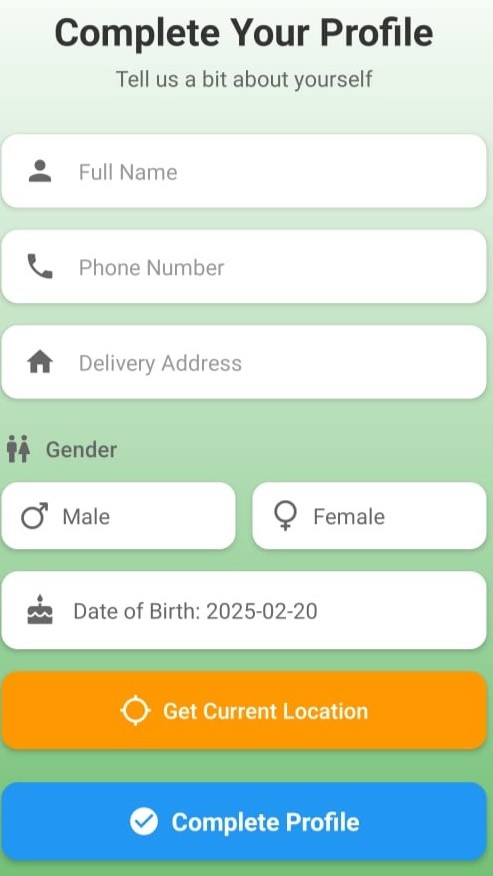 Complete Your Profile
Tell us a bit about yourself
Full Name
Phone Number
Delivery Address
Gender
Male
Female
Date of Birth: 2025-02-20
Get Current Location
Complete Profile